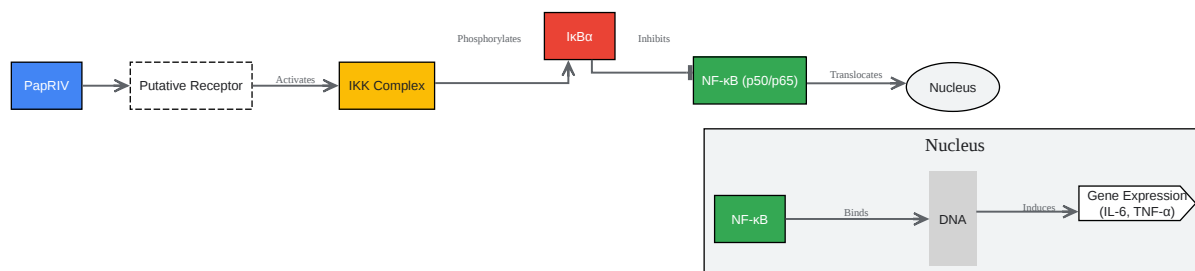 PapRIV
Putative Receptor
Activates
IKK Complex
Phosphorylates
IκBα
Inhibits
NF-κB (p50/p65)
Translocates
Nucleus
Nucleus
NF-κB
Binds
DNA
Induces
Gene Expression
(IL-6, TNF-α)